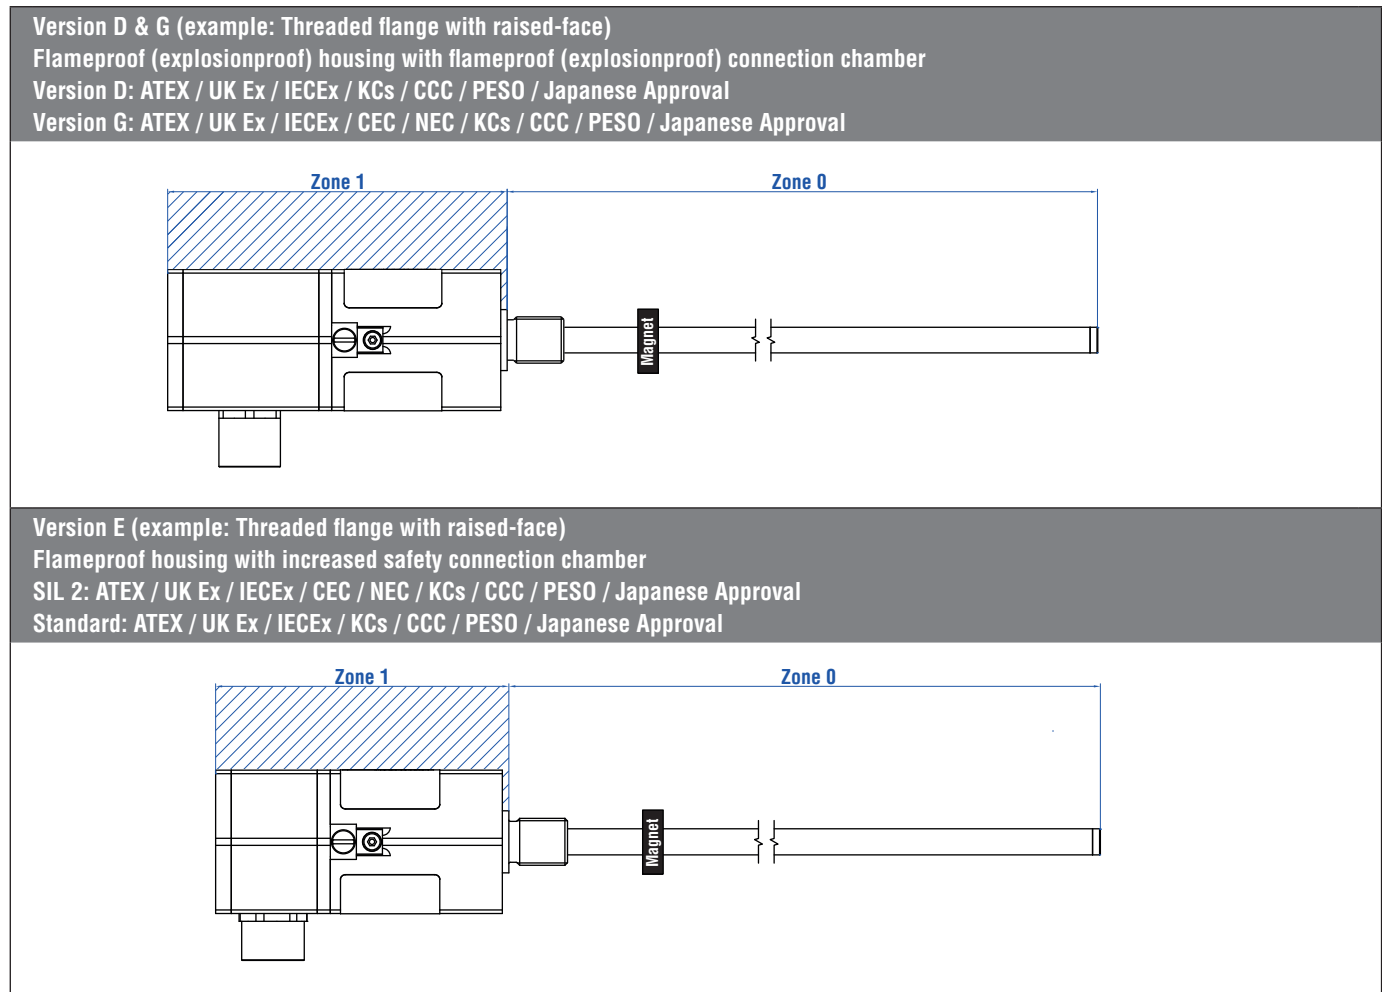 Version D & G (example: Threaded flange with raised-face)
Flameproof (explosionproof) housing with flameproof (explosionproof) connection chamber
Version D: ATEX / UK Ex / IECEx / KCs / CCC / PESO / Japanese Approval
Version G: ATEX / UK Ex / IECEx / CEC / NEC / KCs / CCC / PESO / Japanese Approval
Zone 1
Zone 0
Magnet
Version E (example: Threaded flange with raised-face)
Flameproof housing with increased safety connection chamber
SIL 2: ATEX / UK Ex / IECEx / CEC / NEC / KCs / CCC / PESO / Japanese Approval
Standard: ATEX / UK Ex / IECEx / KCs / CCC / PESO / Japanese Approval
Zone 1
Zone 0
Magnet